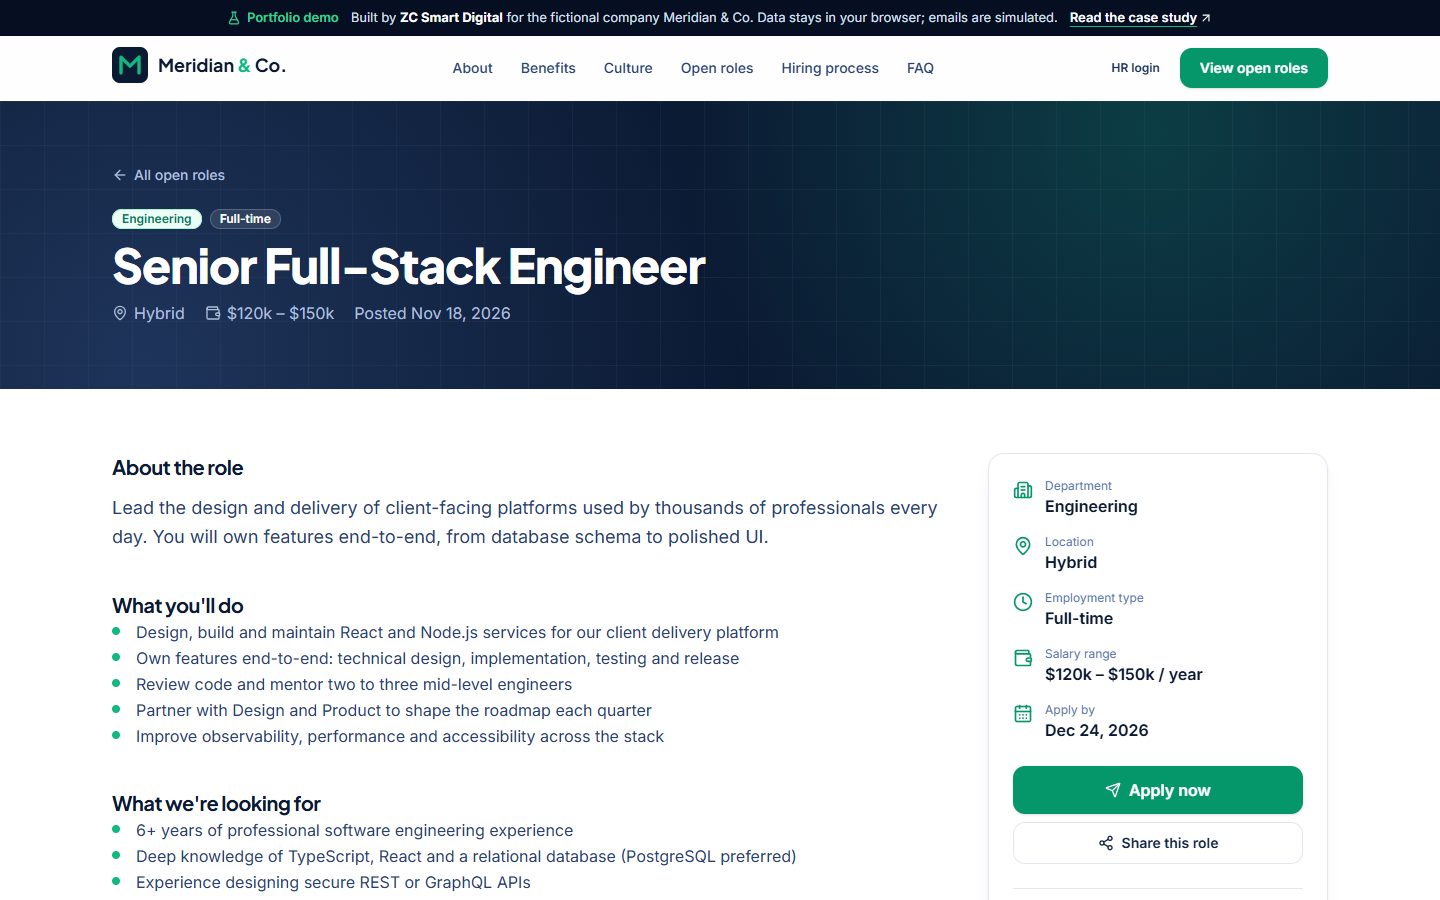 Portfolio demo Built by ZC Smart Digital for the fictional company Meridian & Co. Data stays in your browser; emails are simulated. Read the case study
Meridian & Co. About Benefits Culture Open roles Hiring process FAQ HR login View open roles
All open roles
Engineering Full-time
Senior Full-Stack Engineer
Hybrid $120k – $150k Posted Nov 18, 2026
About the role
Lead the design and delivery of client-facing platforms used by thousands of professionals every
day. You will own features end-to-end, from database schema to polished UI.
What you'll do
Design, build and maintain React and Node.js services for our client delivery platform
Own features end-to-end: technical design, implementation, testing and release
Review code and mentor two to three mid-level engineers
Partner with Design and Product to shape the roadmap each quarter
Improve observability, performance and accessibility across the stack
What we're looking for
6+ years of professional software engineering experience
Deep knowledge of TypeScript, React and a relational database (PostgreSQL preferred)
Experience designing secure REST or GraphQL APIs
Department
Engineering
Location
Hybrid
Employment type
Full-time
Salary range
$120k – $150k / year
Apply by
Dec 24, 2026
Apply now
Share this role